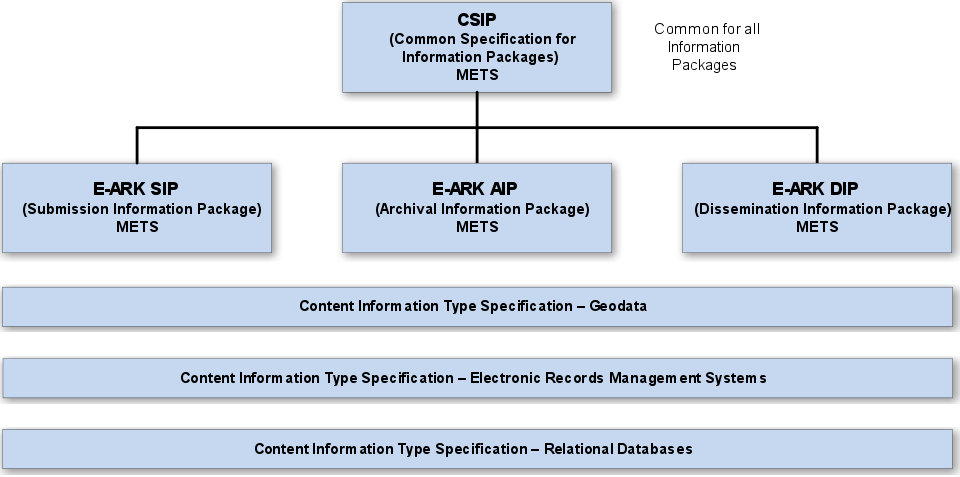 CSIP
(Common Specification for
Information Packages)
METS
Common for all
Information
Packages
E-ARK SIP
(Submission Information Package)
METS
E-ARK AIP
(Archival Information Package)
METS
E-ARK DIP
(Dissemination Information Package)
METS
Content Information Type Specification – Geodata
Content Information Type Specification – Electronic Records Management Systems
Content Information Type Specification – Relational Databases